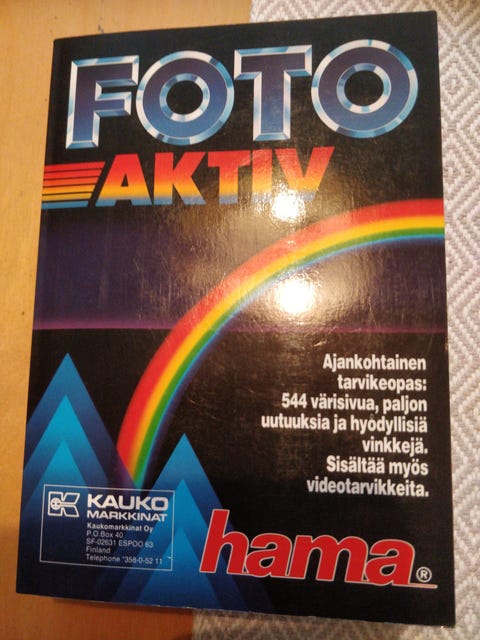 FOTO
AKTIV
Ajankohtainen
tarvikeopas:
544 värisivua, paljon
uutuuksia ja hyödyllisiä
vinkkejä.
Sisältää myös
videotarvikkeita.
KAUKO
MARKKINAT
Kaukomarkkinat Oy
P.O.Box 40
SF-02631 ESPOO 63
Finland
Telephone *358-0-52 11
hama®